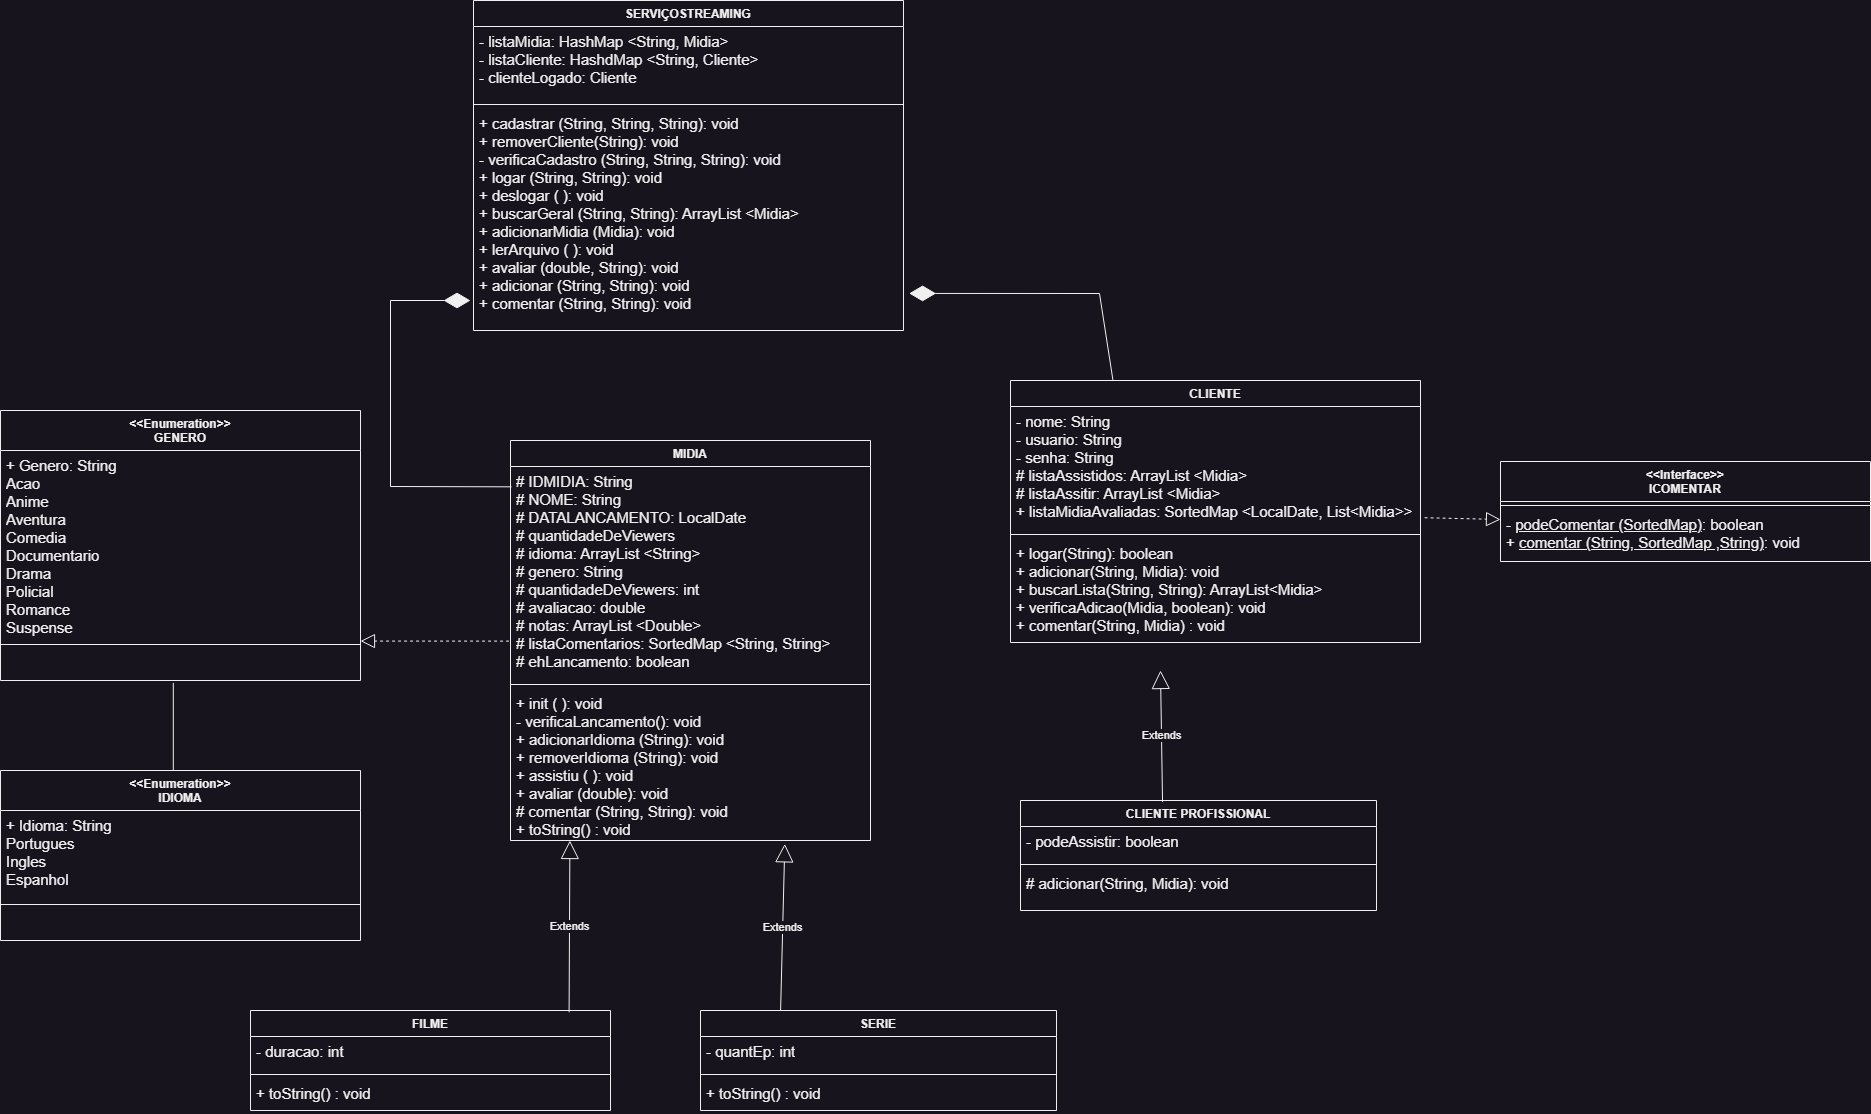 SERVIÇOSTREAMING
- listaMidia: HashMap <String, Midia>
- listaCliente: HashdMap <String, Cliente>
- clienteLogado: Cliente
+ cadastrar (String, String, String): void
+ removerCliente(String): void
- verificaCadastro (String, String, String): void
+ logar (String, String): void
+ deslogar ( ): void
+ buscarGeral (String, String): ArrayList <Midia>
+ adicionarMidia (Midia): void
+ lerArquivo ( ): void
+ avaliar (double, String): void
+ adicionar (String, String): void
+ comentar (String, String): void
<<Enumeration>>
GENERO
+ Genero: String
Acao
Anime
Aventura
Comedia
Documentario
Drama
Policial
Romance
Suspense
<<Enumeration>>
IDIOMA
+ Idioma: String
Portugues
Ingles
Espanhol
MIDIA
# IDMIDIA: String
# NOME: String
# DATALANCAMENTO: LocalDate
# quantidadeDeViewers
# idioma: ArrayList <String>
# genero: String
# quantidadeDeViewers: int
# avaliacao: double
# notas: ArrayList <Double>
# listaComentarios: SortedMap <String, String>
# ehLancamento: boolean
+ init ( ): void
- verificaLancamento(): void
+ adicionarIdioma (String): void
+ removerIdioma (String): void
+ assistiu ( ): void
+ avaliar (double): void
# comentar (String, String): void
+ toString() : void
CLIENTE
- nome: String
- usuario: String
- senha: String
# listaAssistidos: ArrayList <Midia>
# listaAssitir: ArrayList <Midia>
+ listaMidiaAvaliadas: SortedMap <LocalDate, List<Midia>>
+ logar(String): boolean
+ adicionar(String, Midia): void
+ buscarLista(String, String): ArrayList<Midia>
+ verificaAdicao(Midia, boolean): void
+ comentar(String, Midia) : void
<<Interface>>
ICOMENTAR
- podeComentar (SortedMap): boolean
+ comentar (String, SortedMap ,String): void
Extends
CLIENTE PROFISSIONAL
- podeAssistir: boolean
# adicionar(String, Midia): void
Extends
Extends
FILME
- duracao: int
+ toString() : void
SERIE
- quantEp: int
+ toString() : void